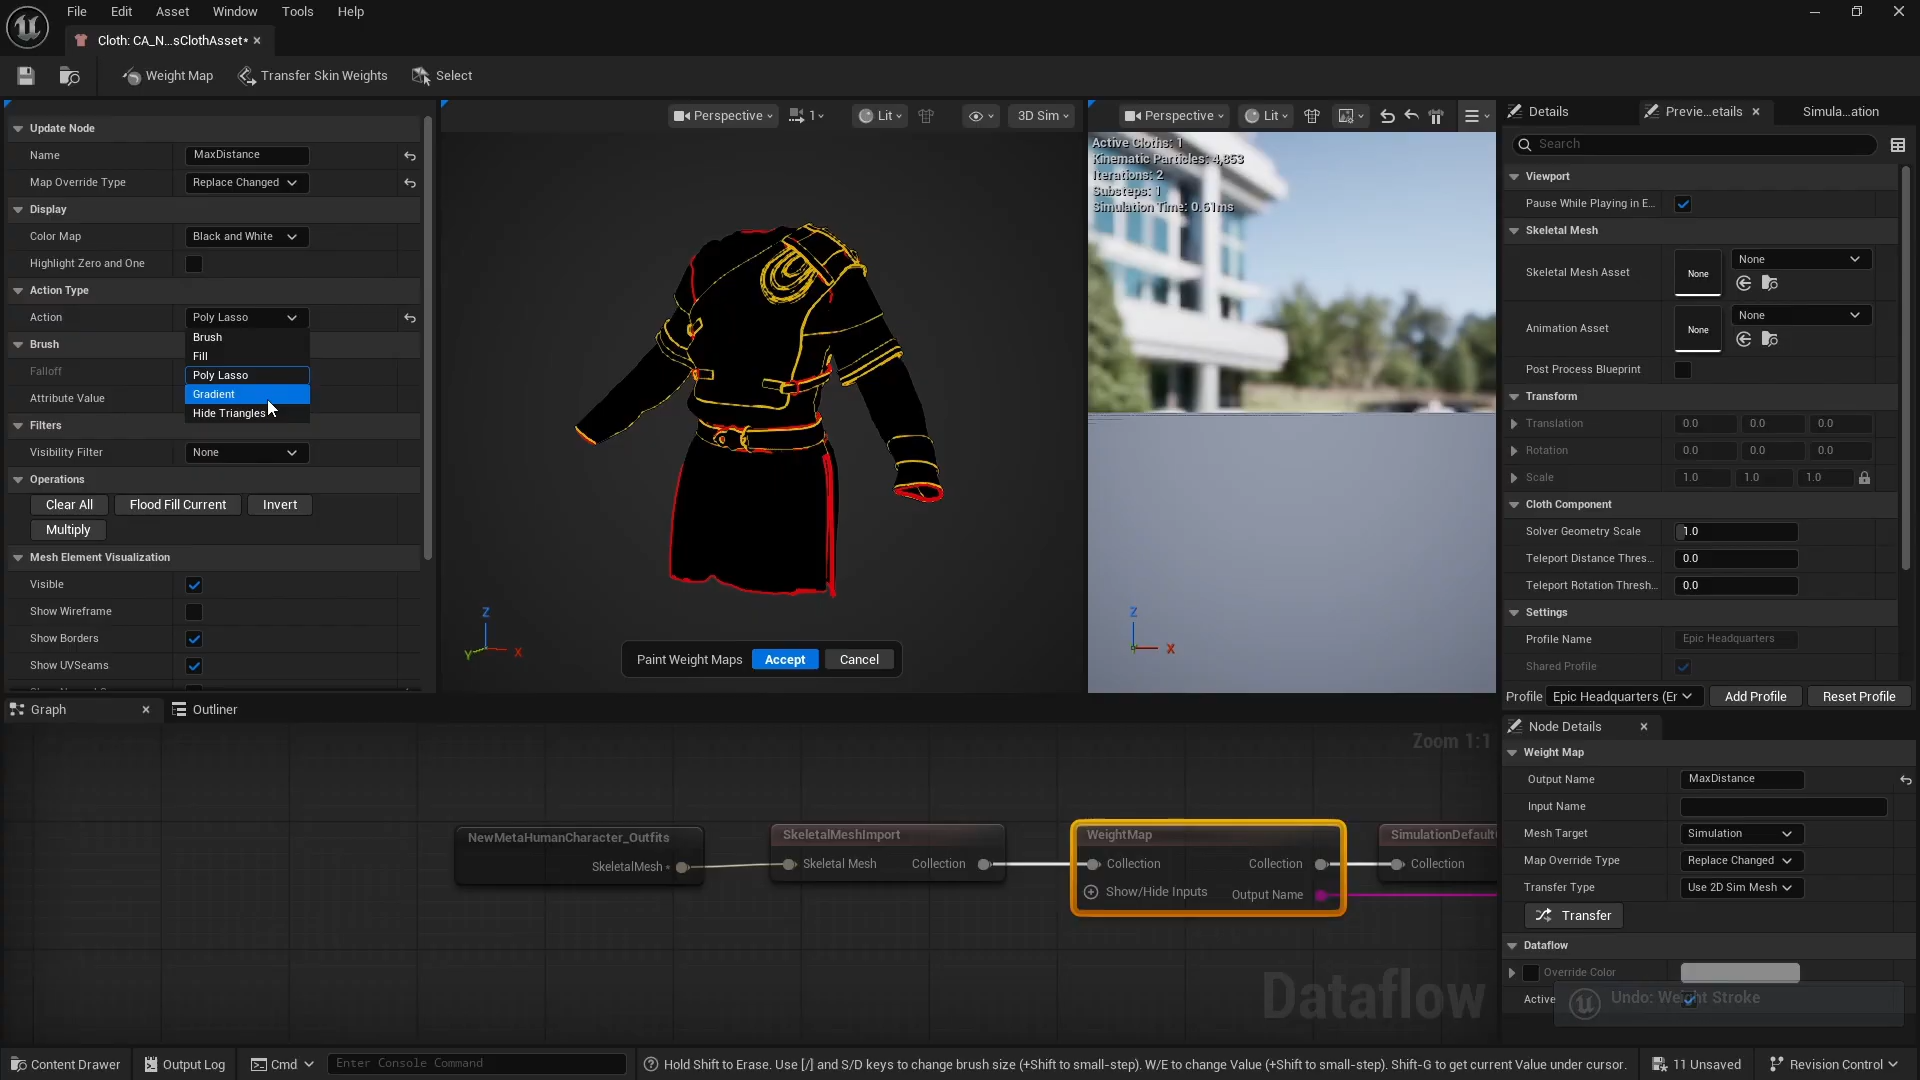 File Edit Asset Window Tools Help
Cloth: CA_N...sClothAsset*
Weight Map Transfer Skin Weights Select
Update Node
Name MaxDistance
Map Override Type Replace Changed
Display
Color Map Black and White
Highlight Zero and One
Action Type
Action Poly Lasso
Brush
Fill
Poly Lasso
Gradient
Hide Triangles
Brush
Falloff
Attribute Value
Filters
Visibility Filter None
Operations
Clear All Flood Fill Current Invert
Multiply
Mesh Element Visualization
Visible
Show Wireframe
Show Borders
Show UVSeams
Perspective 1 Lit 3D Sim
Z
Y X
Paint Weight Maps Accept Cancel
Perspective Lit
Active Cloths: 1
Kinematic Particles: 4,853
Iterations: 2
Substeps: 1
Simulation Time: 0.61ms
Z
X
Details Previe...etails Simula...ation
Search
Viewport
Pause While Playing in E...
Skeletal Mesh
Skeletal Mesh Asset None None
Animation Asset None None
Post Process Blueprint
Transform
Translation 0.0 0.0 0.0
Rotation 0.0 0.0 0.0
Scale 1.0 1.0 1.0
Cloth Component
Solver Geometry Scale 1.0
Teleport Distance Thres... 0.0
Teleport Rotation Thresh... 0.0
Settings
Profile Name Epic Headquarters
Shared Profile
Profile Epic Headquarters (Er Add Profile Reset Profile
Graph Outliner
Zoom 1:1
NewMetaHumanCharacter_Outfits
SkeletalMesh
SkeletalMeshImport
Skeletal Mesh Collection
WeightMap
Collection Collection
Show/Hide Inputs Output Name
SimulationDefault
Collection
Dataflow
Node Details
Weight Map
Output Name MaxDistance
Input Name
Mesh Target Simulation
Map Override Type Replace Changed
Transfer Type Use 2D Sim Mesh
Transfer
Dataflow
Override Color
Active
Undo: Weight Stroke
Content Drawer Output Log Cmd Enter Console Command Hold Shift to Erase. Use [/] and S/D keys to change brush size (+Shift to small-step). W/E to change Value (+Shift to small-step). Shift-G to get current Value under cursor. 11 Unsaved Revision Control